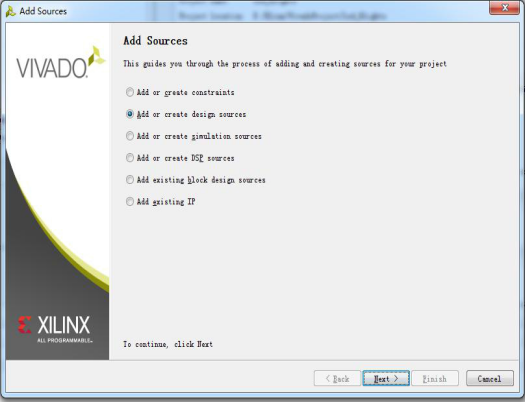 Add Sources
Add Sources
VIVADO.
This guides you through the process of adding and creating sources for your project
Add or create constraints
Add or create design sources
Add or create simulation sources
Add or create DSP sources
Add existing block design sources
Add existing IP
XILINX
ALL PROGRAMMABLE.
To continue, click Next
< Back
Next >
Finish
Cancel